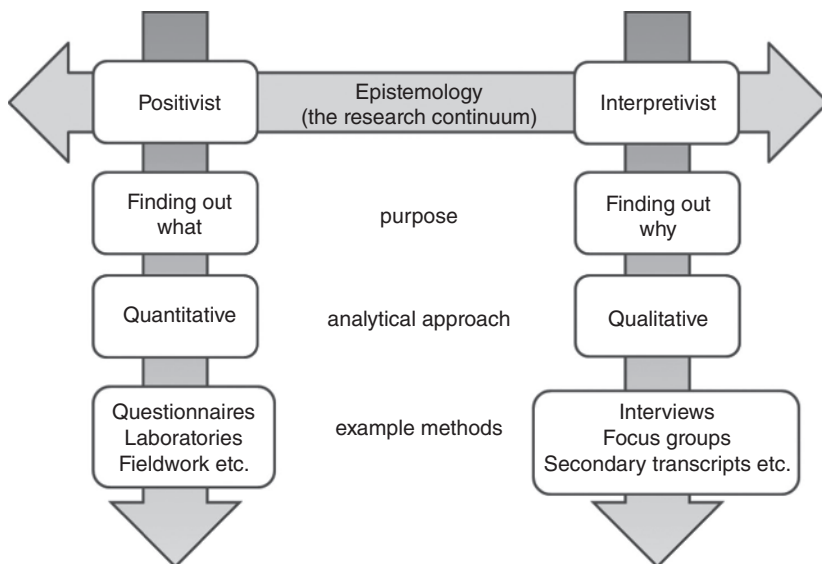 Positivist
Epistemology
(the research continuum)
Interpretivist
Finding out
what
purpose
Finding out
why
Quantitative
analytical approach
Qualitative
Questionnaires
Laboratories
Fieldwork etc.
example methods
Interviews
Focus groups
Secondary transcripts etc.